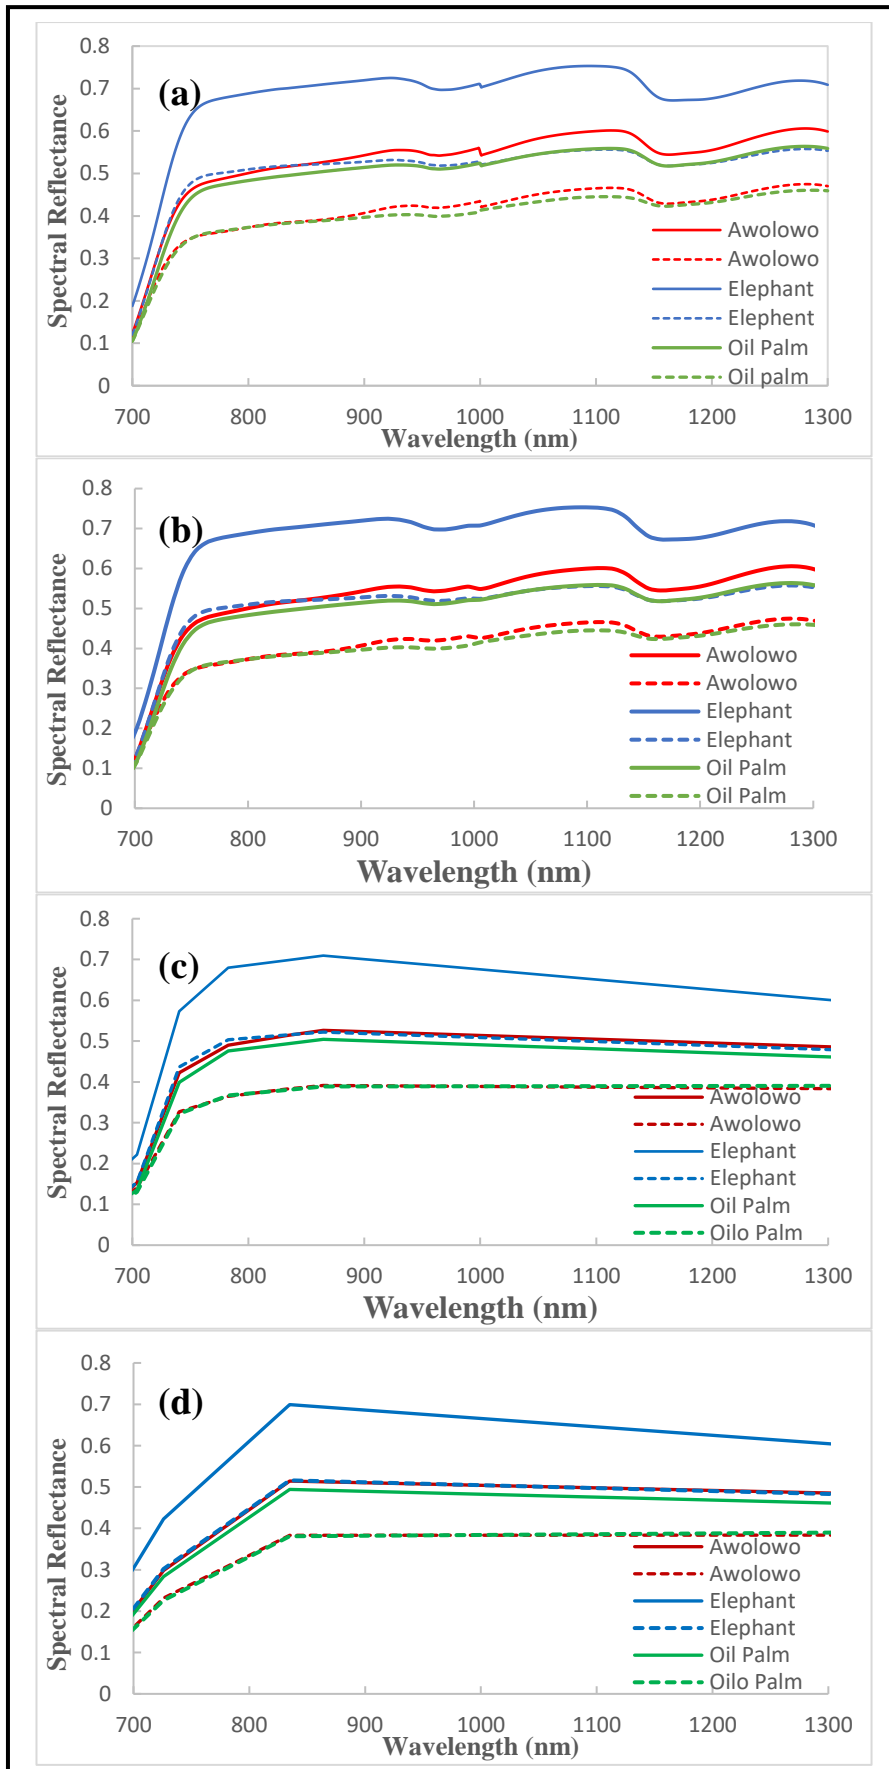 0.8
(a)
0.7
0.6
0.5
0.4
0.3
0.2
0.1
0
Spectral Reflectance
Awolowo
Awolowo
Elephant
Elephent
Oil Palm
Oil palm
700 800 900 1000 1100 1200 1300
Wavelength (nm)
0.8
(b)
0.7
0.6
0.5
0.4
0.3
0.2
0.1
0
Spectral Reflectance
Awolowo
Awolowo
Elephant
Elephant
Oil Palm
Oil Palm
700 800 900 1000 1100 1200 1300
Wavelength (nm)
0.8
(c)
0.7
0.6
0.5
0.4
0.3
0.2
0.1
0
Spectral Reflectance
Awolowo
Awolowo
Elephant
Elephant
Oil Palm
Oilo Palm
700 800 900 1000 1100 1200 1300
Wavelength (nm)
0.8
(d)
0.7
0.6
0.5
0.4
0.3
0.2
0.1
0
Spectral Reflectance
Awolowo
Awolowo
Elephant
Elephant
Oil Palm
Oilo Palm
700 800 900 1000 1100 1200 1300
Wavelength (nm)